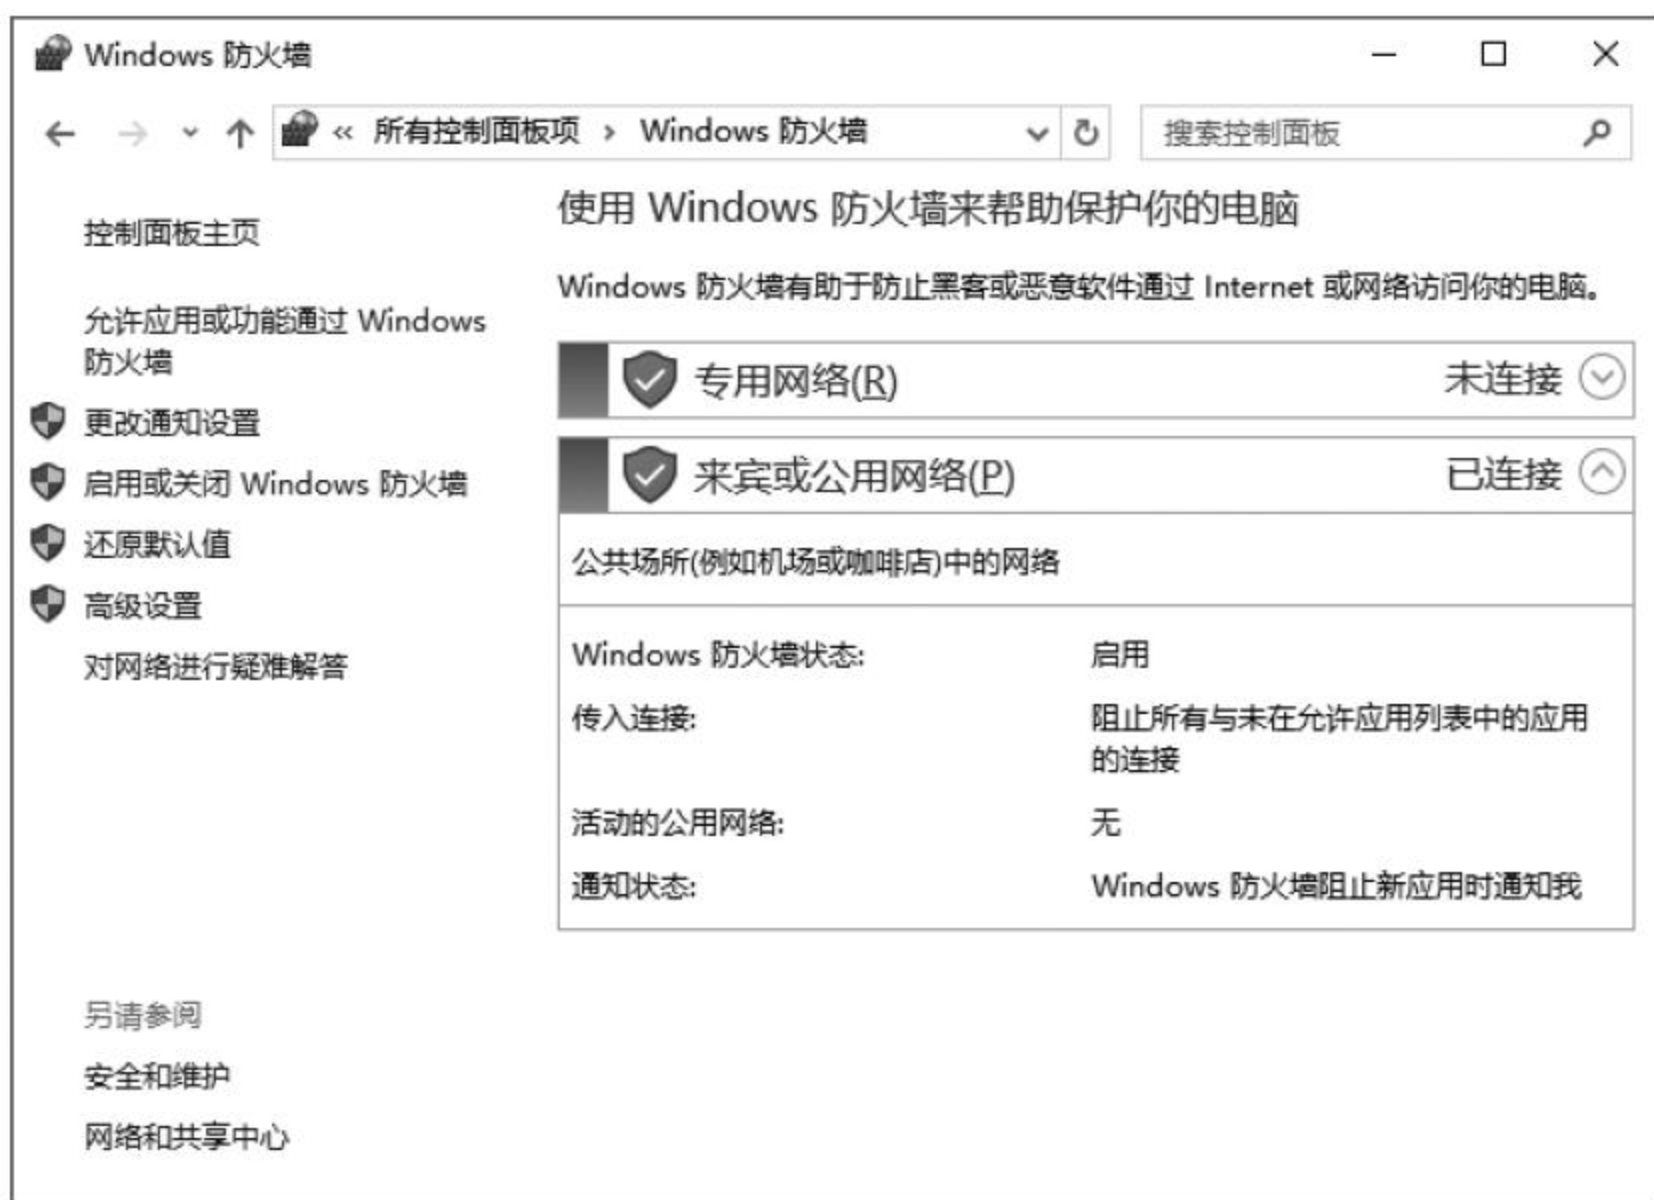 Windows 防火墙
« 所有控制面板项 › Windows 防火墙
搜索控制面板
控制面板主页
允许应用或功能通过 Windows
防火墙
更改通知设置
启用或关闭 Windows 防火墙
还原默认值
高级设置
对网络进行疑难解答
另请参阅
安全和维护
网络和共享中心
使用 Windows 防火墙来帮助保护你的电脑
Windows 防火墙有助于防止黑客或恶意软件通过 Internet 或网络访问你的电脑。
专用网络(R) 未连接
来宾或公用网络(P) 已连接
公共场所(例如机场或咖啡店)中的网络
Windows 防火墙状态: 启用
传入连接: 阻止所有与未在允许应用列表中的应用
的连接
活动的公用网络: 无
通知状态: Windows 防火墙阻止新应用时通知我